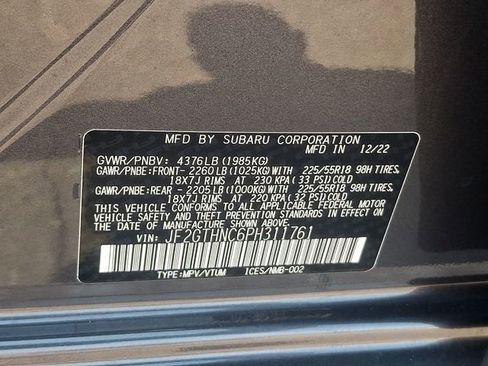 MFD BY SUBARU CORPORATION
MFD IN 12/22
GVWR/PNBV: 4376LB (1985KG)
GAWR/PNBE:FRONT- 2260LB (1025KG) WITH 225/55R18 98H TIRES,
18X7J RIMS AT 230 KPA (33 PSI) COLD
GAWR/PNBE:REAR - 2205LB (1000KG) WITH 225/55R18 98H TIRES,
18X7J RIMS AT 220 KPA (32 PSI) COLD
THIS VEHICLE CONFORMS TO ALL APPLICABLE FEDERAL MOTOR
VEHICLE SAFETY AND THEFT PREVENTION STANDARDS IN EFFECT ON
THE DATE OF MANUFACTURE SHOWN ABOVE.
VIN: JF2GTHNC6PH311761
TYPE:MPV/VTUM ICES/NMB-002